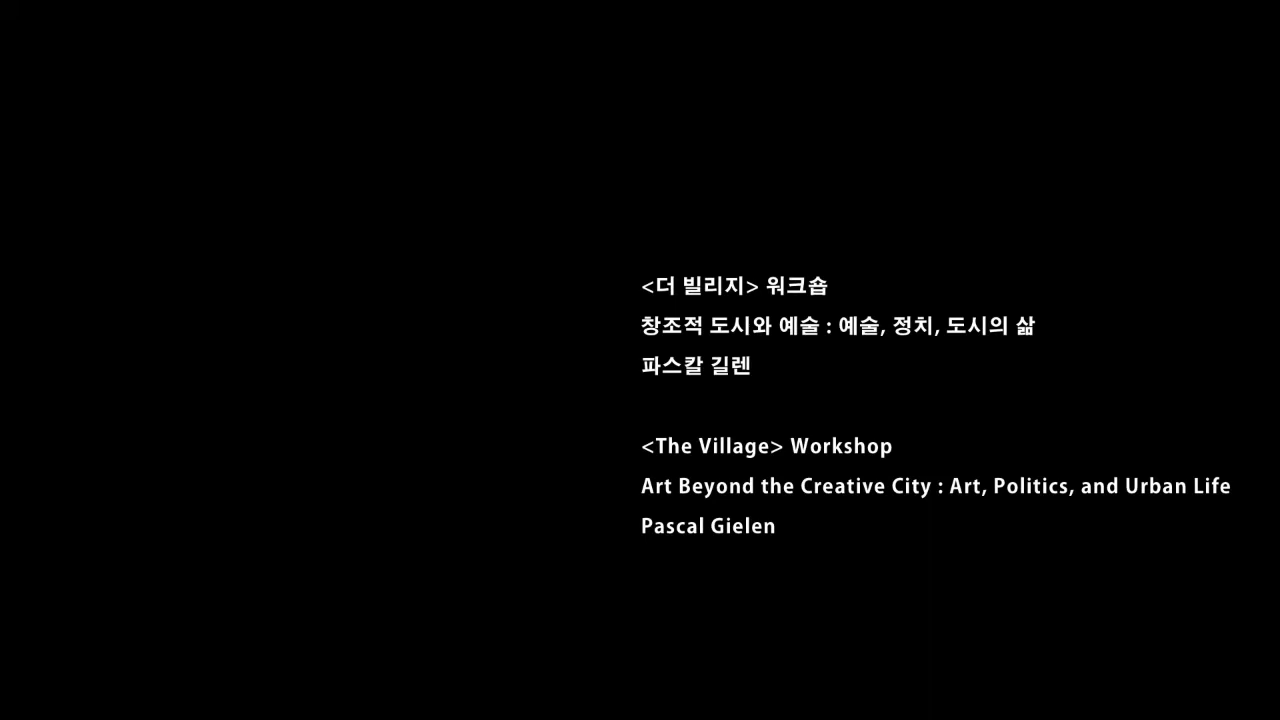 <더 빌리지> 워크숍
창조적 도시와 예술 : 예술, 정치, 도시의 삶
파스칼 길렌
<The Village> Workshop
Art Beyond the Creative City : Art, Politics, and Urban Life
Pascal Gielen